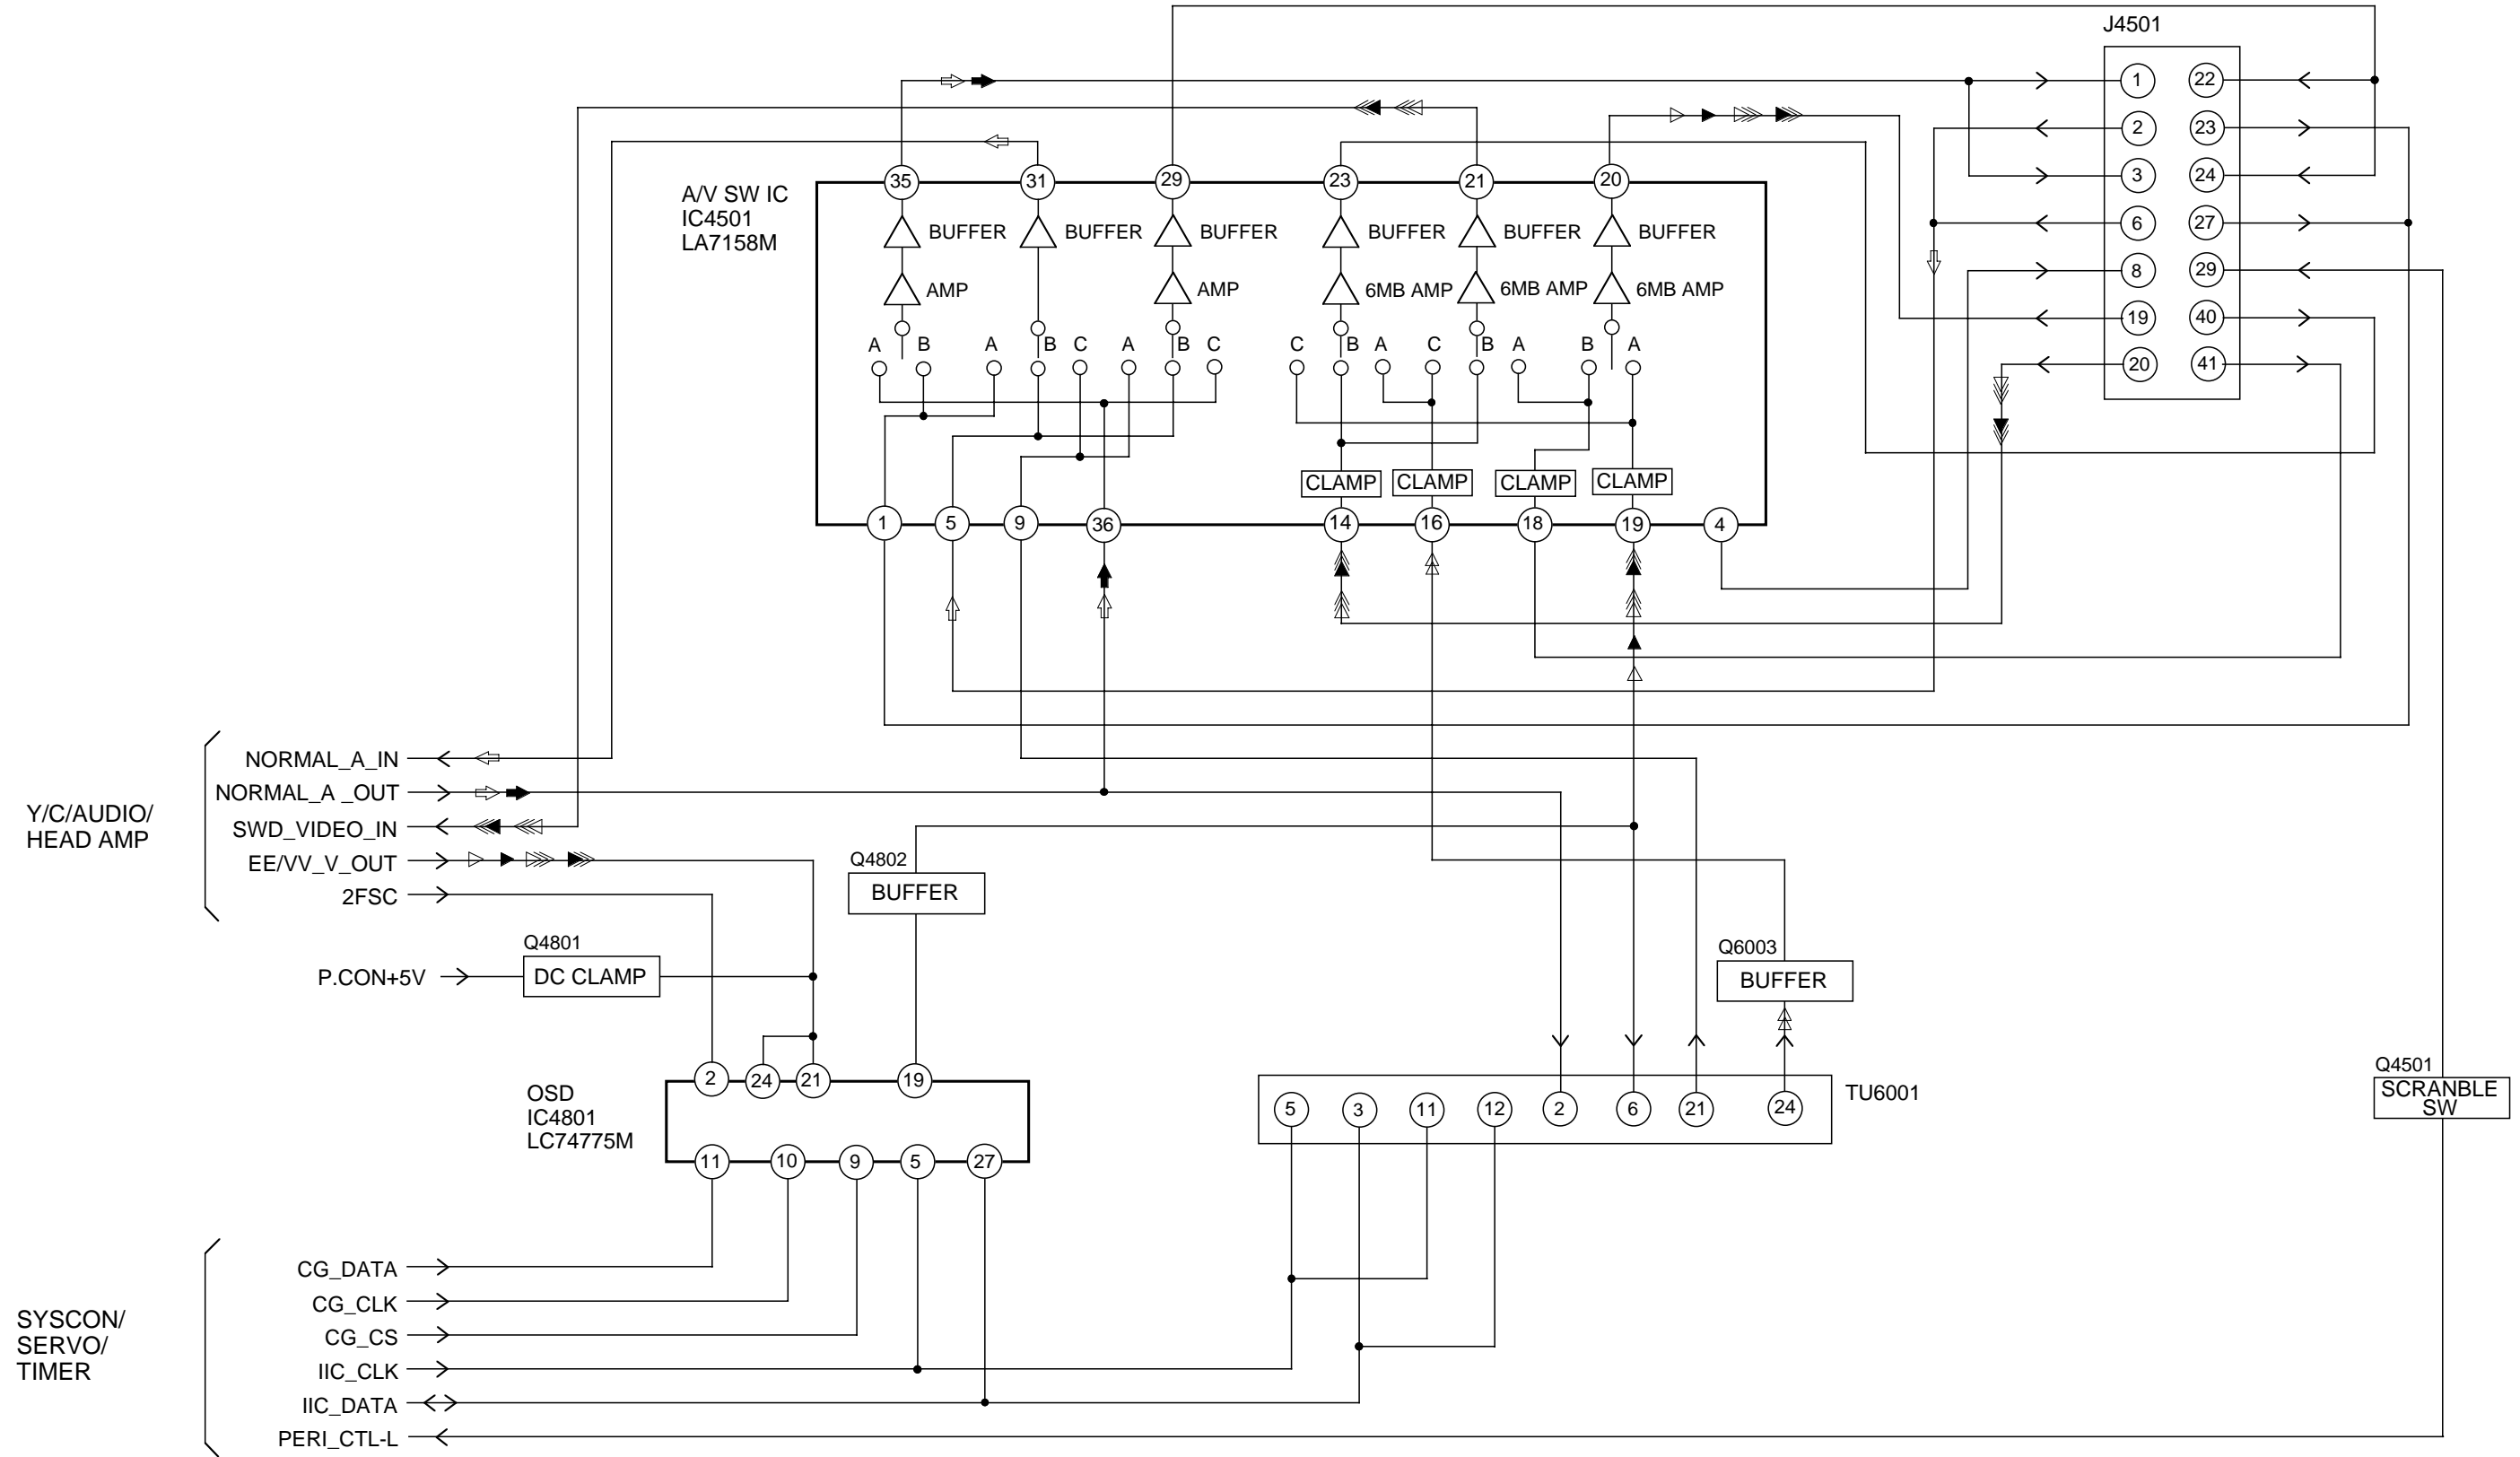 J4501
1 22
2 23
3 24
6 27
8 29
19 40
20 41
A/V SW IC
IC4501
LA7158M
35 31 29 23 21 20
BUFFER BUFFER BUFFER BUFFER BUFFER BUFFER
AMP AMP 6MB AMP 6MB AMP 6MB AMP
A B A B C A B C C B A C B A B A
CLAMP CLAMP CLAMP CLAMP
1 5 9 36 14 16 18 19 4
Y/C/AUDIO/
HEAD AMP
NORMAL_A_IN
NORMAL_A _OUT
SWD_VIDEO_IN
EE/VV_V_OUT
2FSC
P.CON+5V
Q4801
DC CLAMP
Q4802
BUFFER
Q6003
BUFFER
Q4501
SCRANBLE
SW
OSD
IC4801
LC74775M
2 24 21 19
11 10 9 5 27
TU6001
5 3 11 12 2 6 21 24
SYSCON/
SERVO/
TIMER
CG_DATA
CG_CLK
CG_CS
IIC_CLK
IIC_DATA
PERI_CTL-L